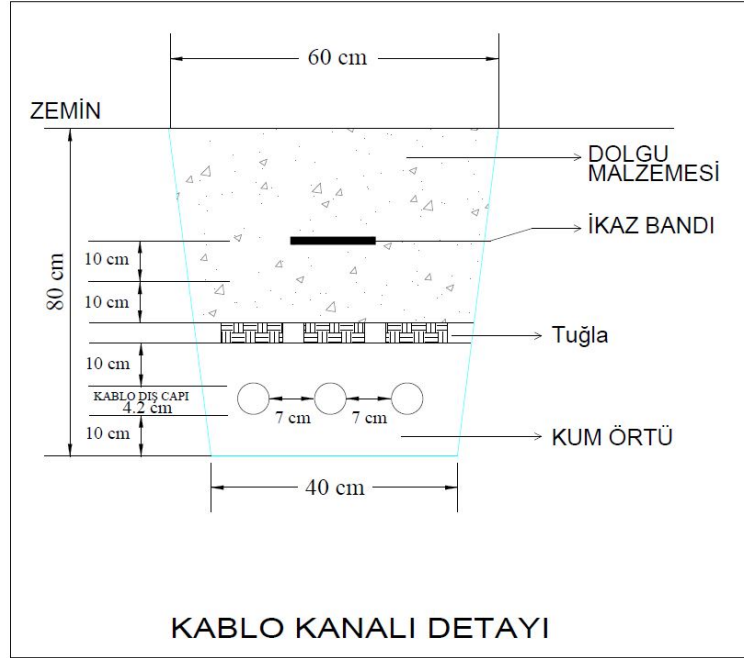 60 cm
ZEMİN
DOLGU
MALZEMESİ
İKAZ BANDI
80 cm
10 cm
10 cm
Tuğla
10 cm
KABLO DIŞ ÇAPI
4.2 cm
7 cm
7 cm
10 cm
KUM ÖRTÜ
40 cm
KABLO KANALI DETAYI